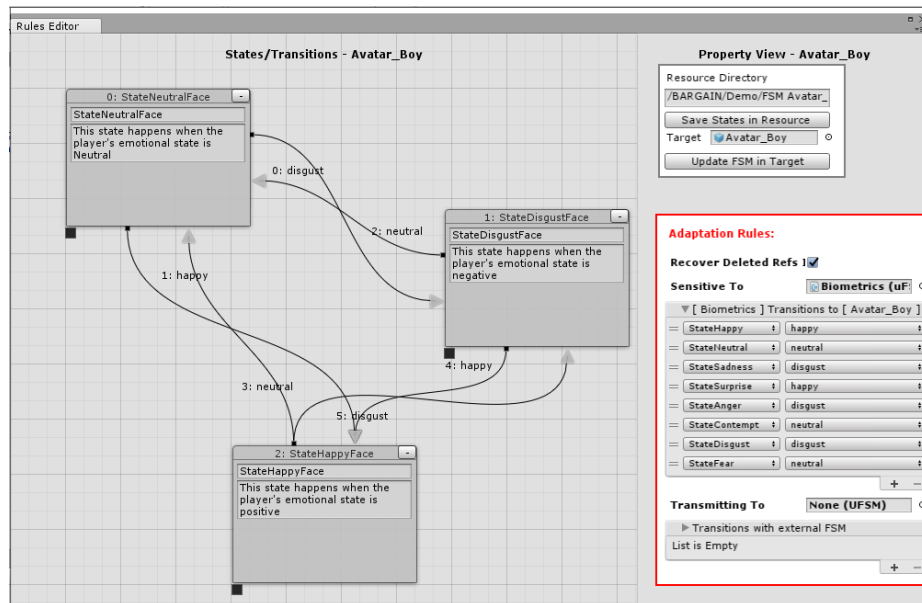 Rules Editor
States/Transitions - Avatar_Boy
0: StateNeutralFace
-
StateNeutralFace
This state happens when the
player's emotional state is
Neutral
0: disgust
2: neutral
1: happy
1: StateDisgustFace
-
StateDisgustFace
This state happens when the
player's emotional state is
negative
4: happy
3: neutral
5: disgust
2: StateHappyFace
-
StateHappyFace
This state happens when the
player's emotional state is
positive
Property View - Avatar_Boy
Resource Directory
/BARGAIN/Demo/FSM Avatar_
Save States in Resource
Target Avatar_Boy
Update FSM in Target
Adaptation Rules:
Recover Deleted Refs I
Sensitive To Biometrics (uF
[ Biometrics ] Transitions to [ Avatar_Boy ]
StateHappy happy
StateNeutral neutral
StateSadness disgust
StateSurprise happy
StateAnger disgust
StateContempt neutral
StateDisgust disgust
StateFear neutral
+ −
Transmitting To None (UFSM)
Transitions with external FSM
List is Empty
+ −